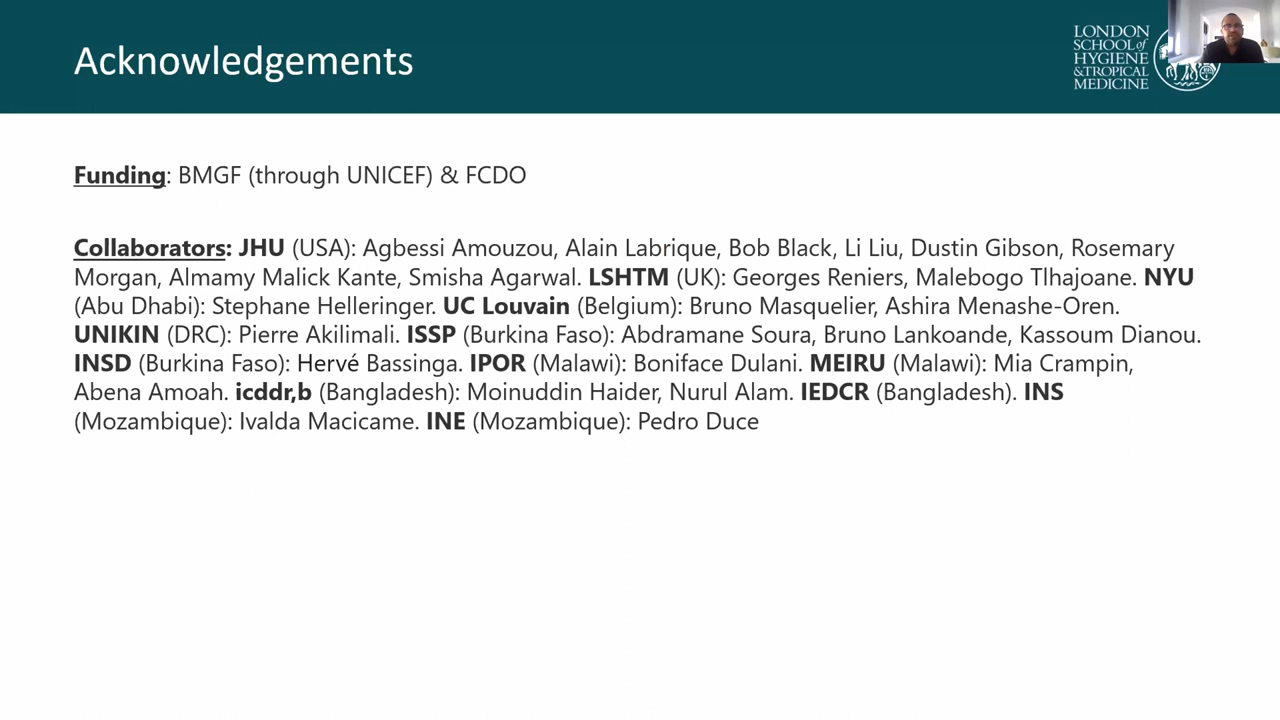 Acknowledgements
LONDON
SCHOOL of
HYGIENE
& TROPICAL
MEDICINE
Funding: BMGF (through UNICEF) & FCDO
Collaborators: JHU (USA): Agbessi Amouzou, Alain Labrique, Bob Black, Li Liu, Dustin Gibson, Rosemary
Morgan, Almamy Malick Kante, Smisha Agarwal. LSHTM (UK): Georges Reniers, Malebogo Tlhajoane. NYU
(Abu Dhabi): Stephane Helleringer. UC Louvain (Belgium): Bruno Masquelier, Ashira Menashe-Oren.
UNIKIN (DRC): Pierre Akilimali. ISSP (Burkina Faso): Abdramane Soura, Bruno Lankoande, Kassoum Dianou.
INSD (Burkina Faso): Hervé Bassinga. IPOR (Malawi): Boniface Dulani. MEIRU (Malawi): Mia Crampin,
Abena Amoah. icddr,b (Bangladesh): Moinuddin Haider, Nurul Alam. IEDCR (Bangladesh). INS
(Mozambique): Ivalda Macicame. INE (Mozambique): Pedro Duce